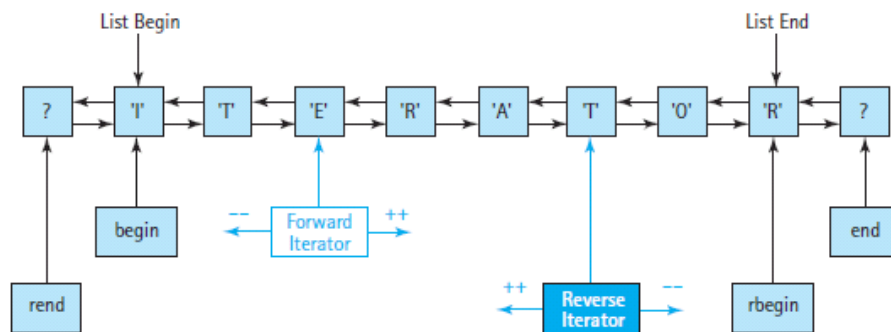 List Begin List End
? 'I' 'T' 'E' 'R' 'A' 'T' 'O' 'R' ?
begin -- Forward ++ end
Iterator
rend ++ Reverse -- rbegin
Iterator